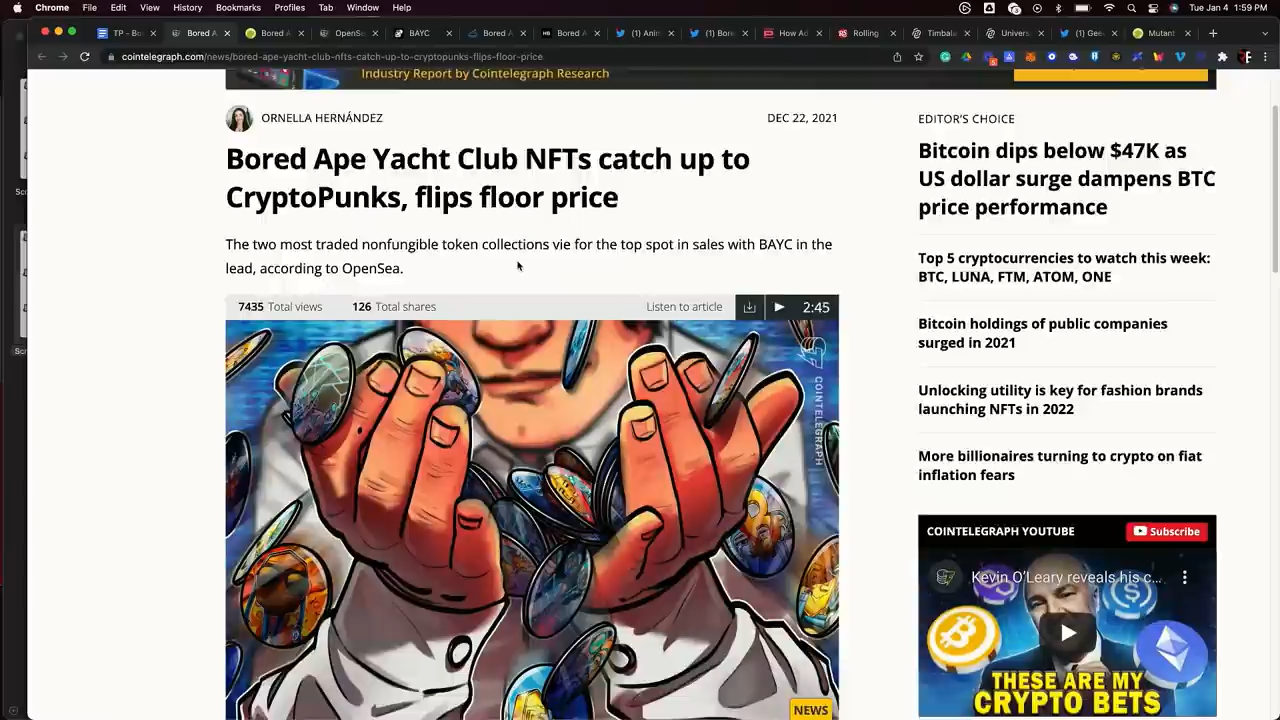 Chrome File Edit View History Bookmarks Profiles Tab Window Help
Tue Jan 4 1:59 PM
TP - Bo
Bored A
Bored A
OpenSe
BAYC
Bored A
Bored A
(1) Anim
(1) Bore
How Ad
Rolling
Timbala
Univers
(1) Gee
Mutant
cointelegraph.com/news/bored-ape-yacht-club-nfts-catch-up-to-cryptopunks-flips-floor-price
Industry Report by Cointelegraph Research
ORNELLA HERNÁNDEZ
DEC 22, 2021
Bored Ape Yacht Club NFTs catch up to
CryptoPunks, flips floor price
The two most traded nonfungible token collections vie for the top spot in sales with BAYC in the
lead, according to OpenSea.
7435 Total views 126 Total shares
Listen to article
2:45
COINTELEGRAPH
NEWS
EDITOR'S CHOICE
Bitcoin dips below $47K as
US dollar surge dampens BTC
price performance
Top 5 cryptocurrencies to watch this week:
BTC, LUNA, FTM, ATOM, ONE
Bitcoin holdings of public companies
surged in 2021
Unlocking utility is key for fashion brands
launching NFTs in 2022
More billionaires turning to crypto on fiat
inflation fears
COINTELEGRAPH YOUTUBE
Subscribe
Kevin O'Leary reveals his c...
THESE ARE MY
CRYPTO BETS